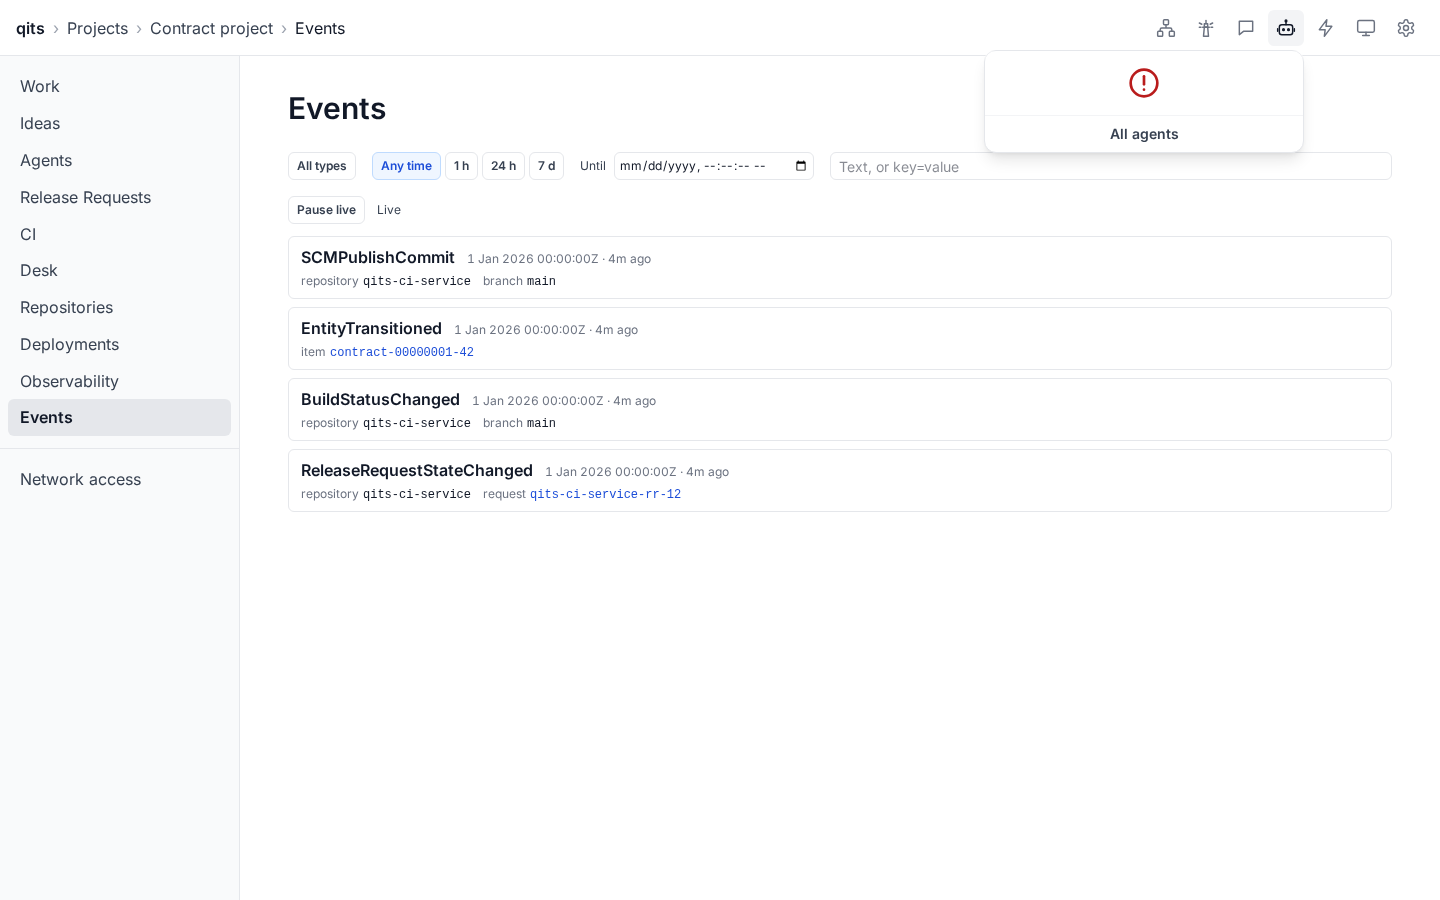 qits › Projects › Contract project › Events
All agents
Work
Ideas
Agents
Release Requests
CI
Desk
Repositories
Deployments
Observability
Events
Network access
Events
All types Any time 1 h 24 h 7 d Until mm/dd/yyyy, --:--:-- -- Text, or key=value
Pause live Live
SCMPublishCommit 1 Jan 2026 00:00:00Z · 4m ago
repository qits-ci-service branch main
EntityTransitioned 1 Jan 2026 00:00:00Z · 4m ago
item contract-00000001-42
BuildStatusChanged 1 Jan 2026 00:00:00Z · 4m ago
repository qits-ci-service branch main
ReleaseRequestStateChanged 1 Jan 2026 00:00:00Z · 4m ago
repository qits-ci-service request qits-ci-service-rr-12